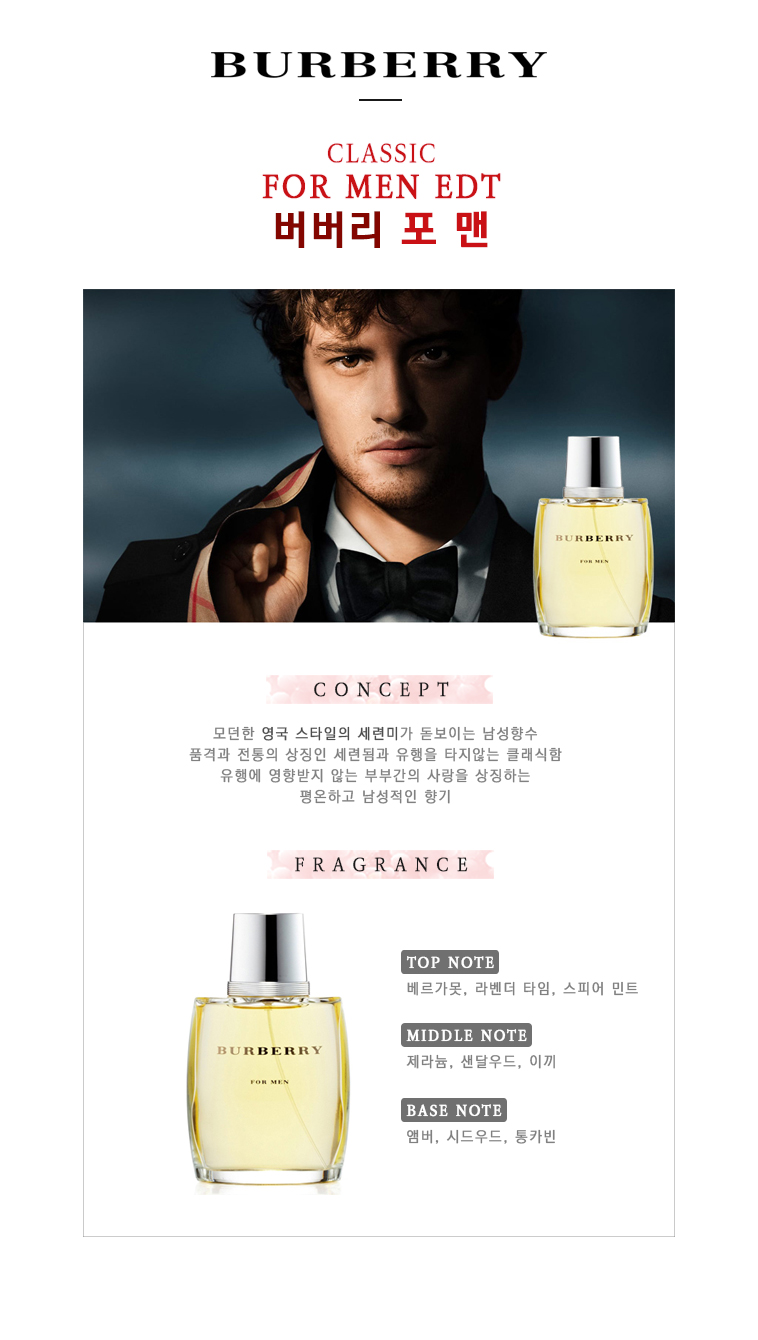 BURBERRY
CLASSIC
FOR MEN EDT
버버리 포 맨
BURBERRY
FOR MEN
CONCEPT
모던한 영국 스타일의 세련미가 돋보이는 남성향수
품격과 전통의 상징인 세련됨과 유행을 타지않는 클래식함
유행에 영향받지 않는 부부간의 사랑을 상징하는
평온하고 남성적인 향기
FRAGRANCE
BURBERRY
FOR MEN
TOP NOTE
베르가못, 라벤더 타임, 스피어 민트
MIDDLE NOTE
제라늄, 샌달우드, 이끼
BASE NOTE
앰버, 시드우드, 통카빈